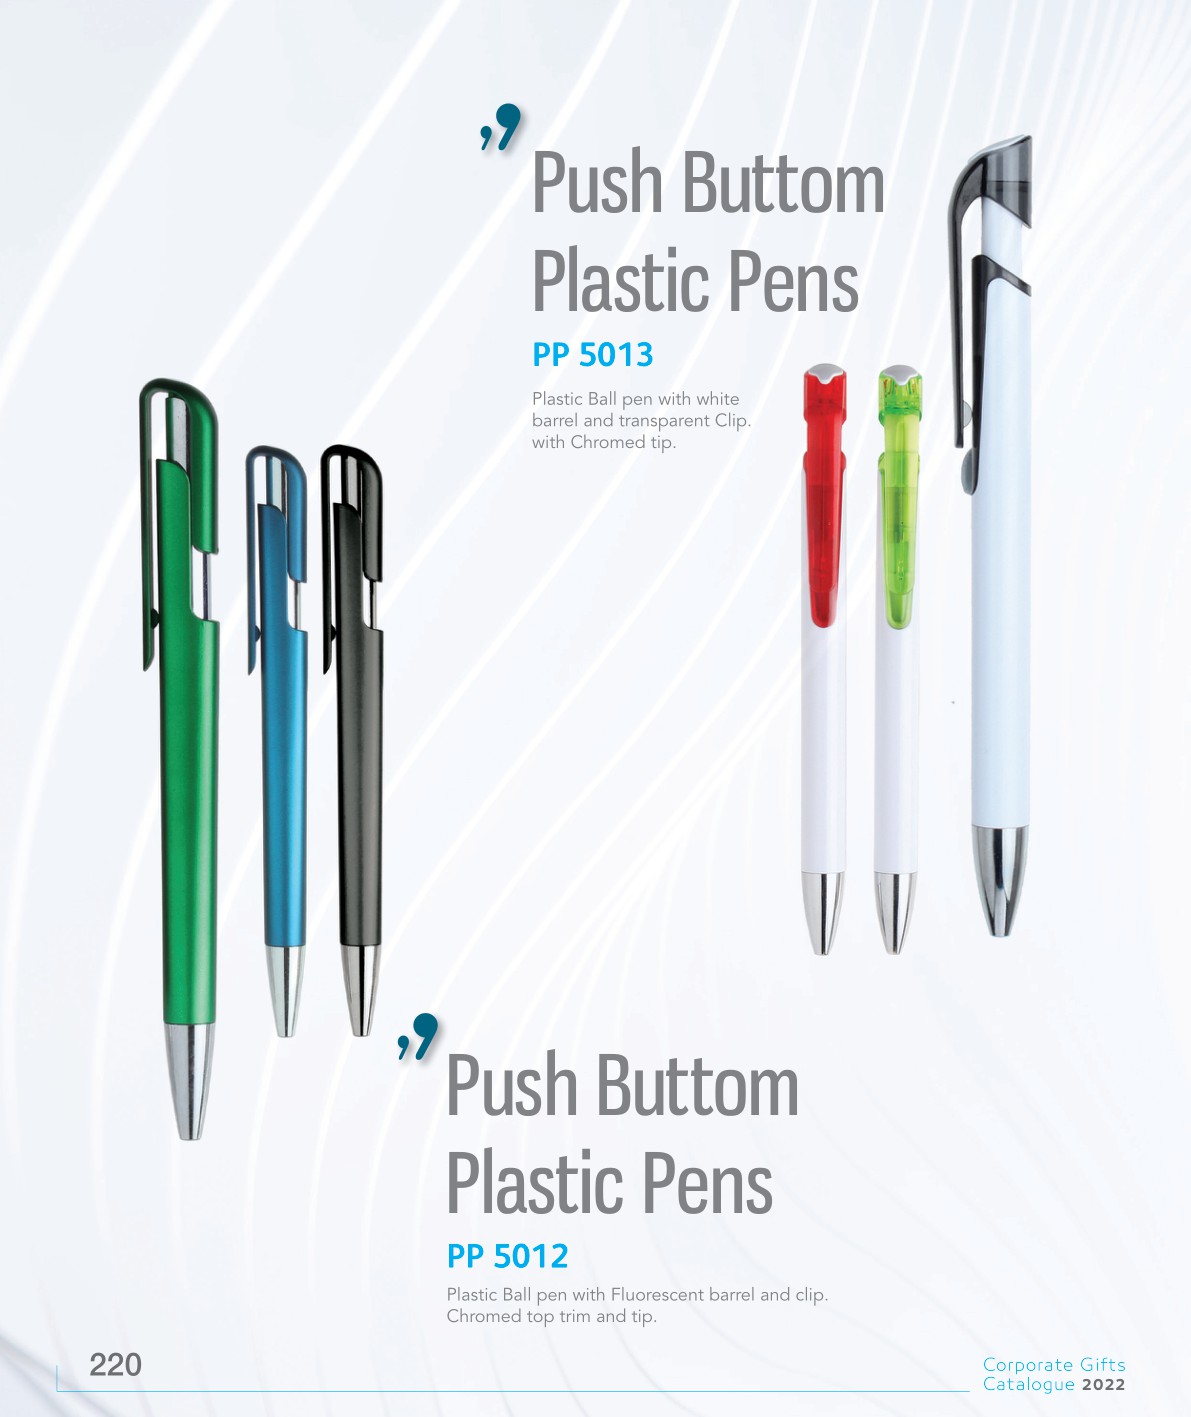 Push Buttom
Plastic Pens
PP 5013
Plastic Ball pen with white
barrel and transparent Clip.
with Chromed tip.
Push Buttom
Plastic Pens
PP 5012
Plastic Ball pen with Fluorescent barrel and clip.
Chromed top trim and tip.
220
Corporate Gifts
Catalogue 2022